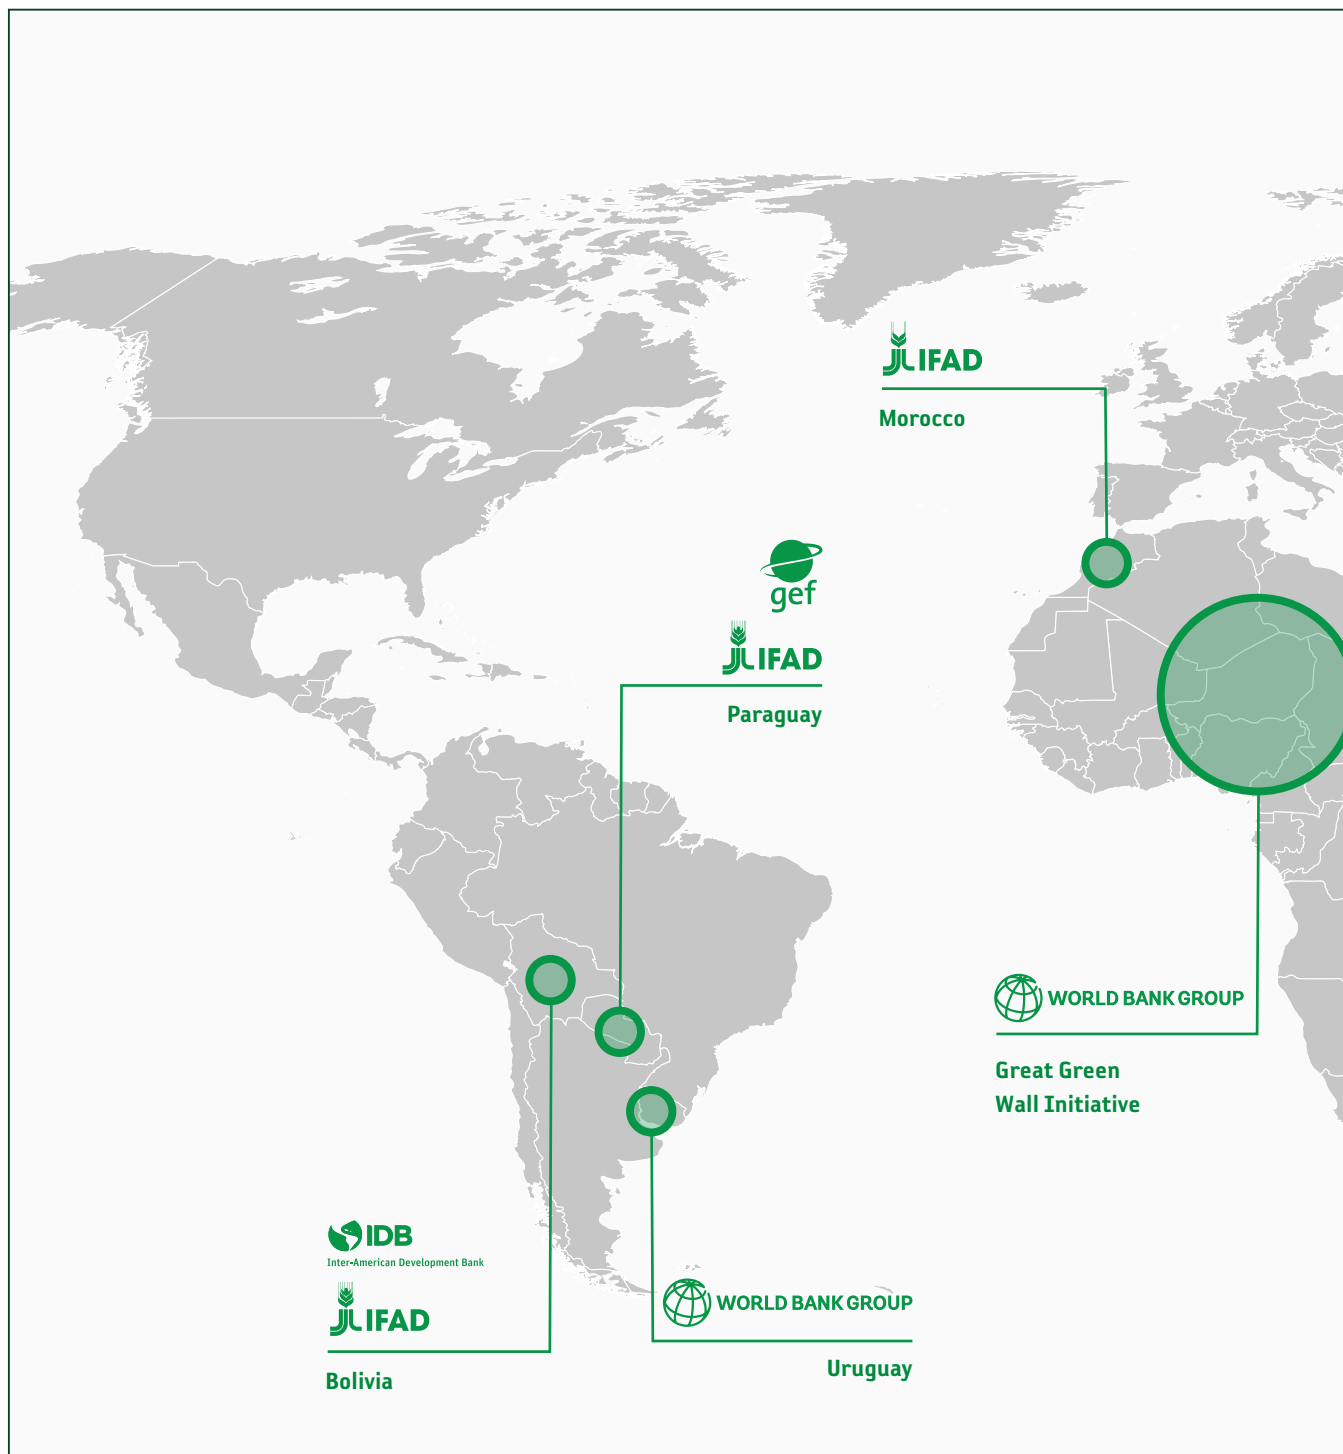 IFAD
Morocco
gef
IFAD
Paraguay
WORLD BANK GROUP
Great Green
Wall Initiative
IDB
Inter-American Development Bank
IFAD
Bolivia
WORLD BANK GROUP
Uruguay